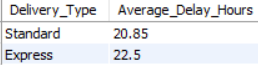 Delivery_Type Average_Delay_Hours
Standard 20.85
Express 22.5